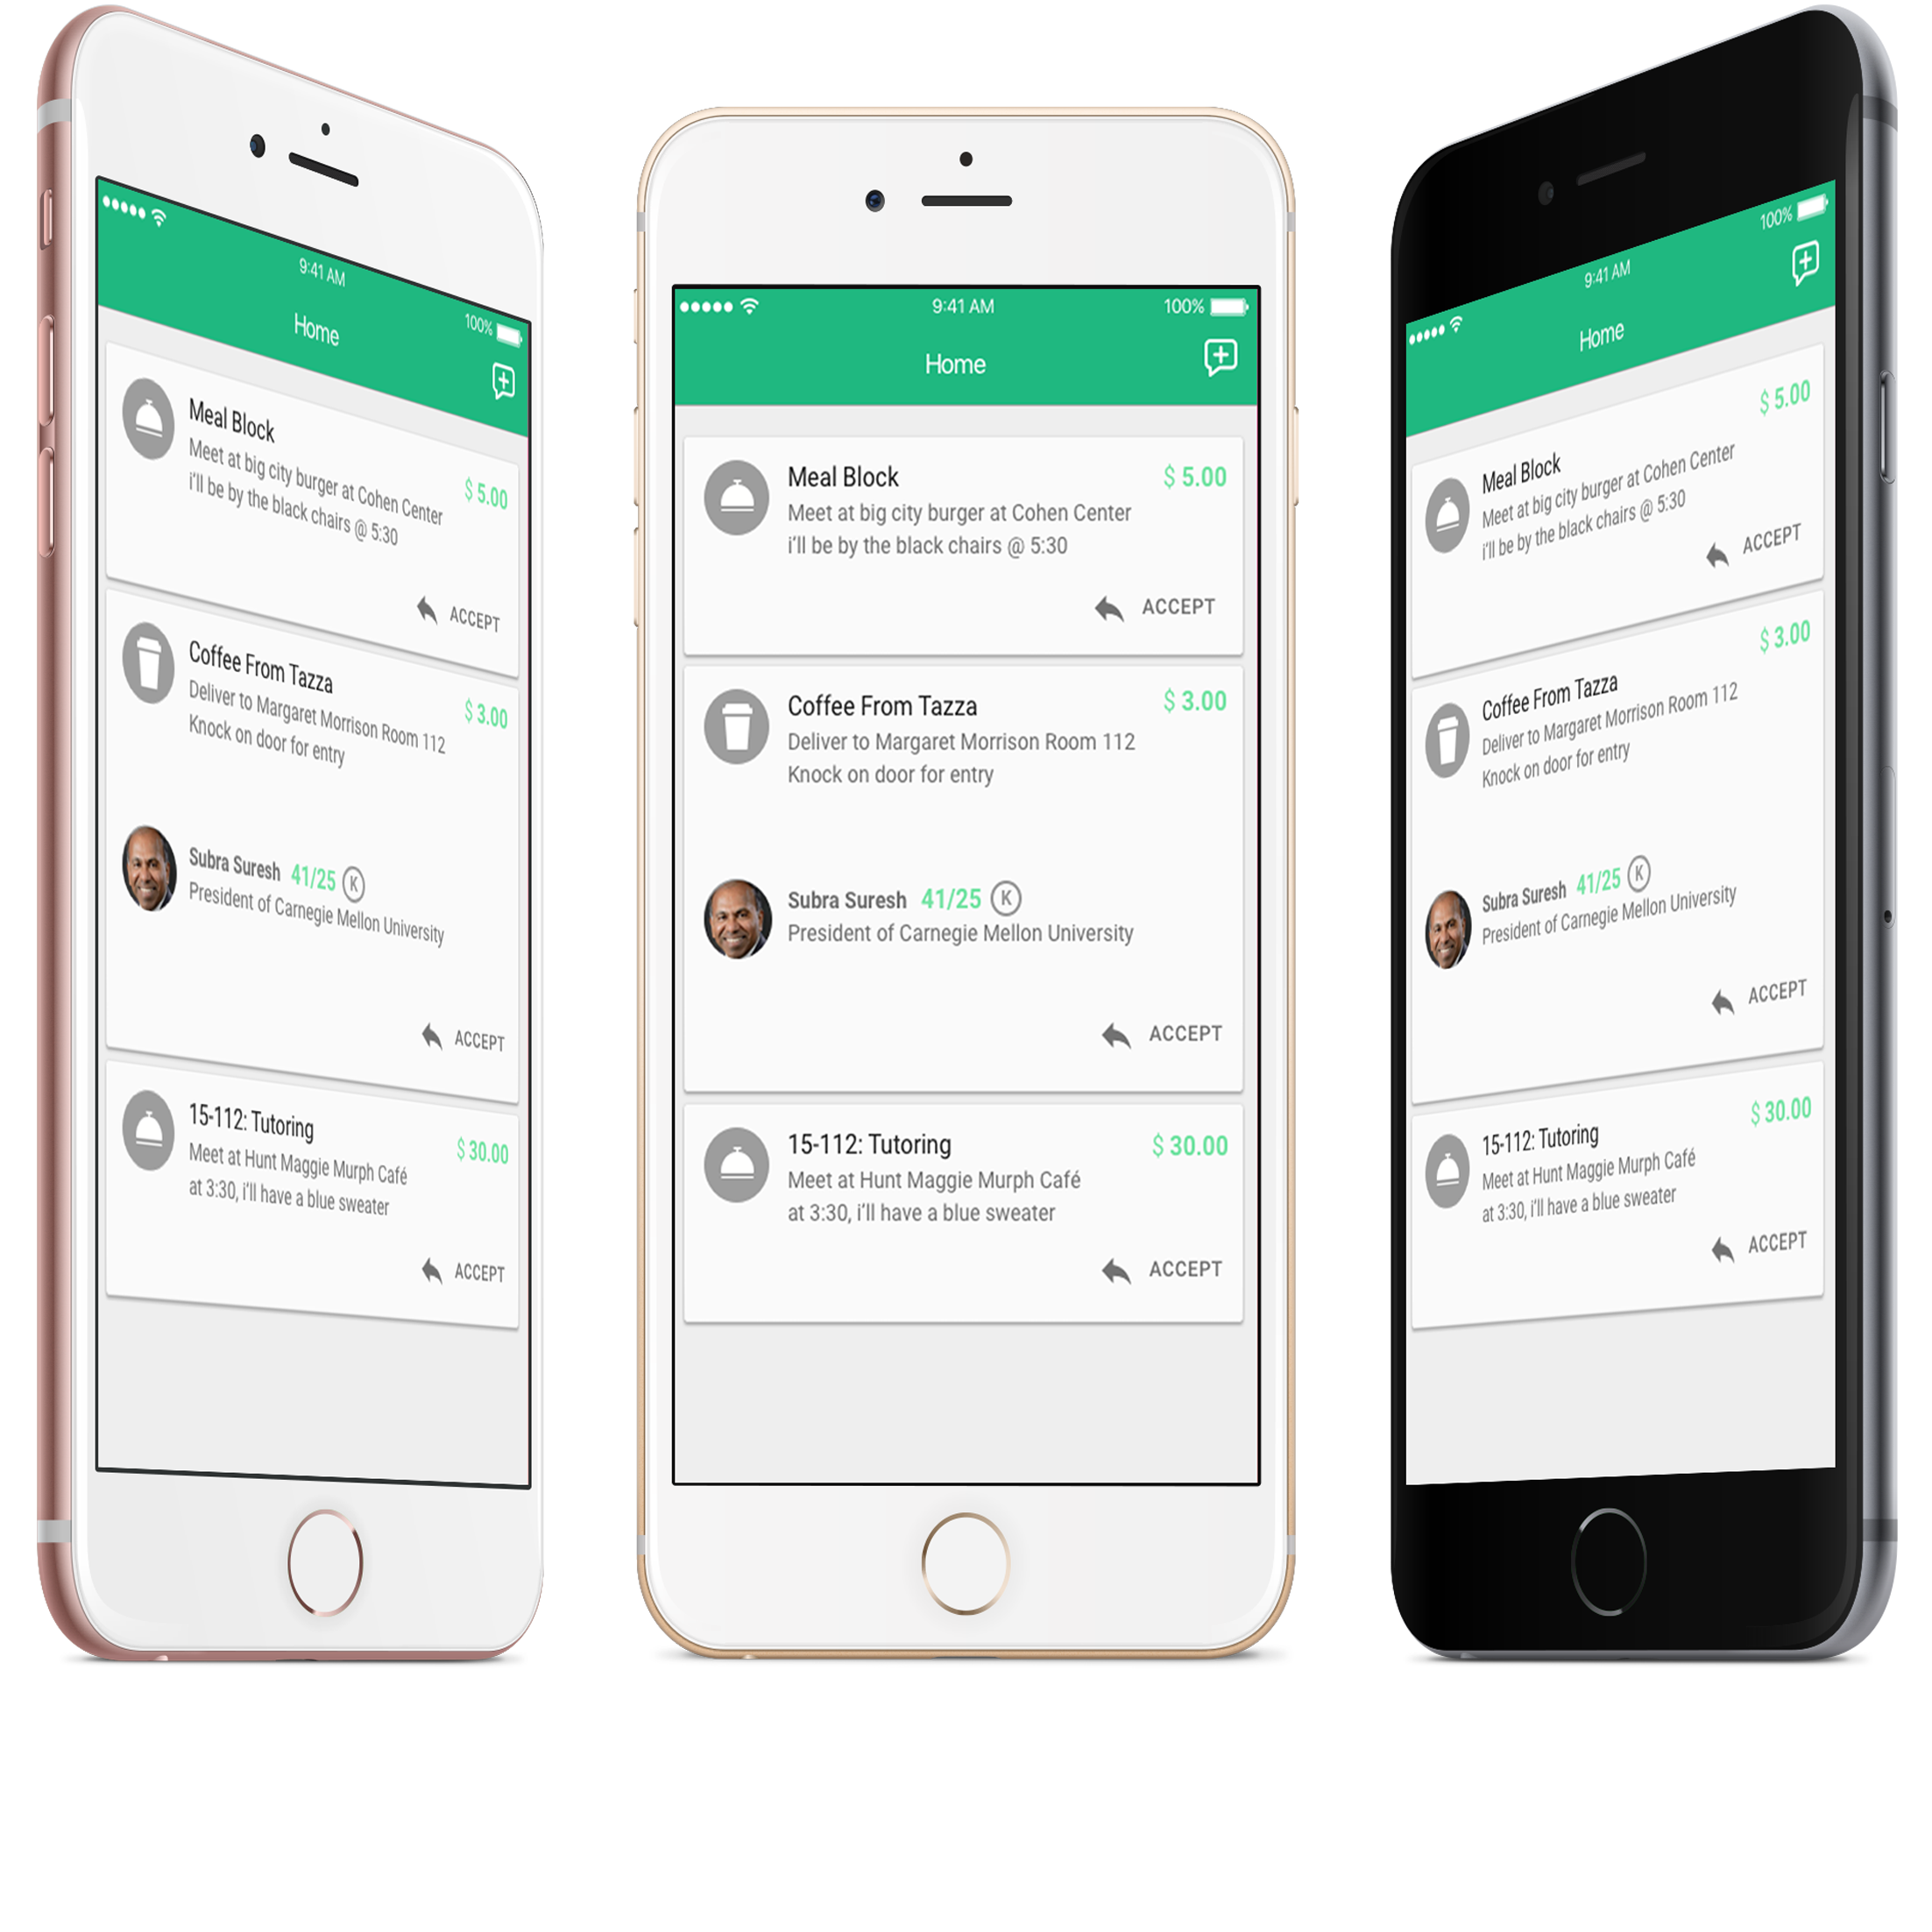 9:41 AM
100%
Home
Meal Block
$ 5.00
Meet at big city burger at Cohen Center
i'll be by the black chairs @ 5:30
ACCEPT
Coffee From Tazza
$ 3.00
Deliver to Margaret Morrison Room 112
Knock on door for entry
Subra Suresh 41/25 K
President of Carnegie Mellon University
ACCEPT
15-112: Tutoring
$ 30.00
Meet at Hunt Maggie Murph Café
at 3:30, i'll have a blue sweater
ACCEPT
9:41 AM
100%
Home
Meal Block
$ 5.00
Meet at big city burger at Cohen Center
i'll be by the black chairs @ 5:30
ACCEPT
Coffee From Tazza
$ 3.00
Deliver to Margaret Morrison Room 112
Knock on door for entry
Subra Suresh 41/25 K
President of Carnegie Mellon University
ACCEPT
15-112: Tutoring
$ 30.00
Meet at Hunt Maggie Murph Café
at 3:30, i'll have a blue sweater
ACCEPT
9:41 AM
100%
Home
Meal Block
$ 5.00
Meet at big city burger at Cohen Center
i'll be by the black chairs @ 5:30
ACCEPT
Coffee From Tazza
$ 3.00
Deliver to Margaret Morrison Room 112
Knock on door for entry
Subra Suresh 41/25 K
President of Carnegie Mellon University
ACCEPT
15-112: Tutoring
$ 30.00
Meet at Hunt Maggie Murph Café
at 3:30, i'll have a blue sweater
ACCEPT